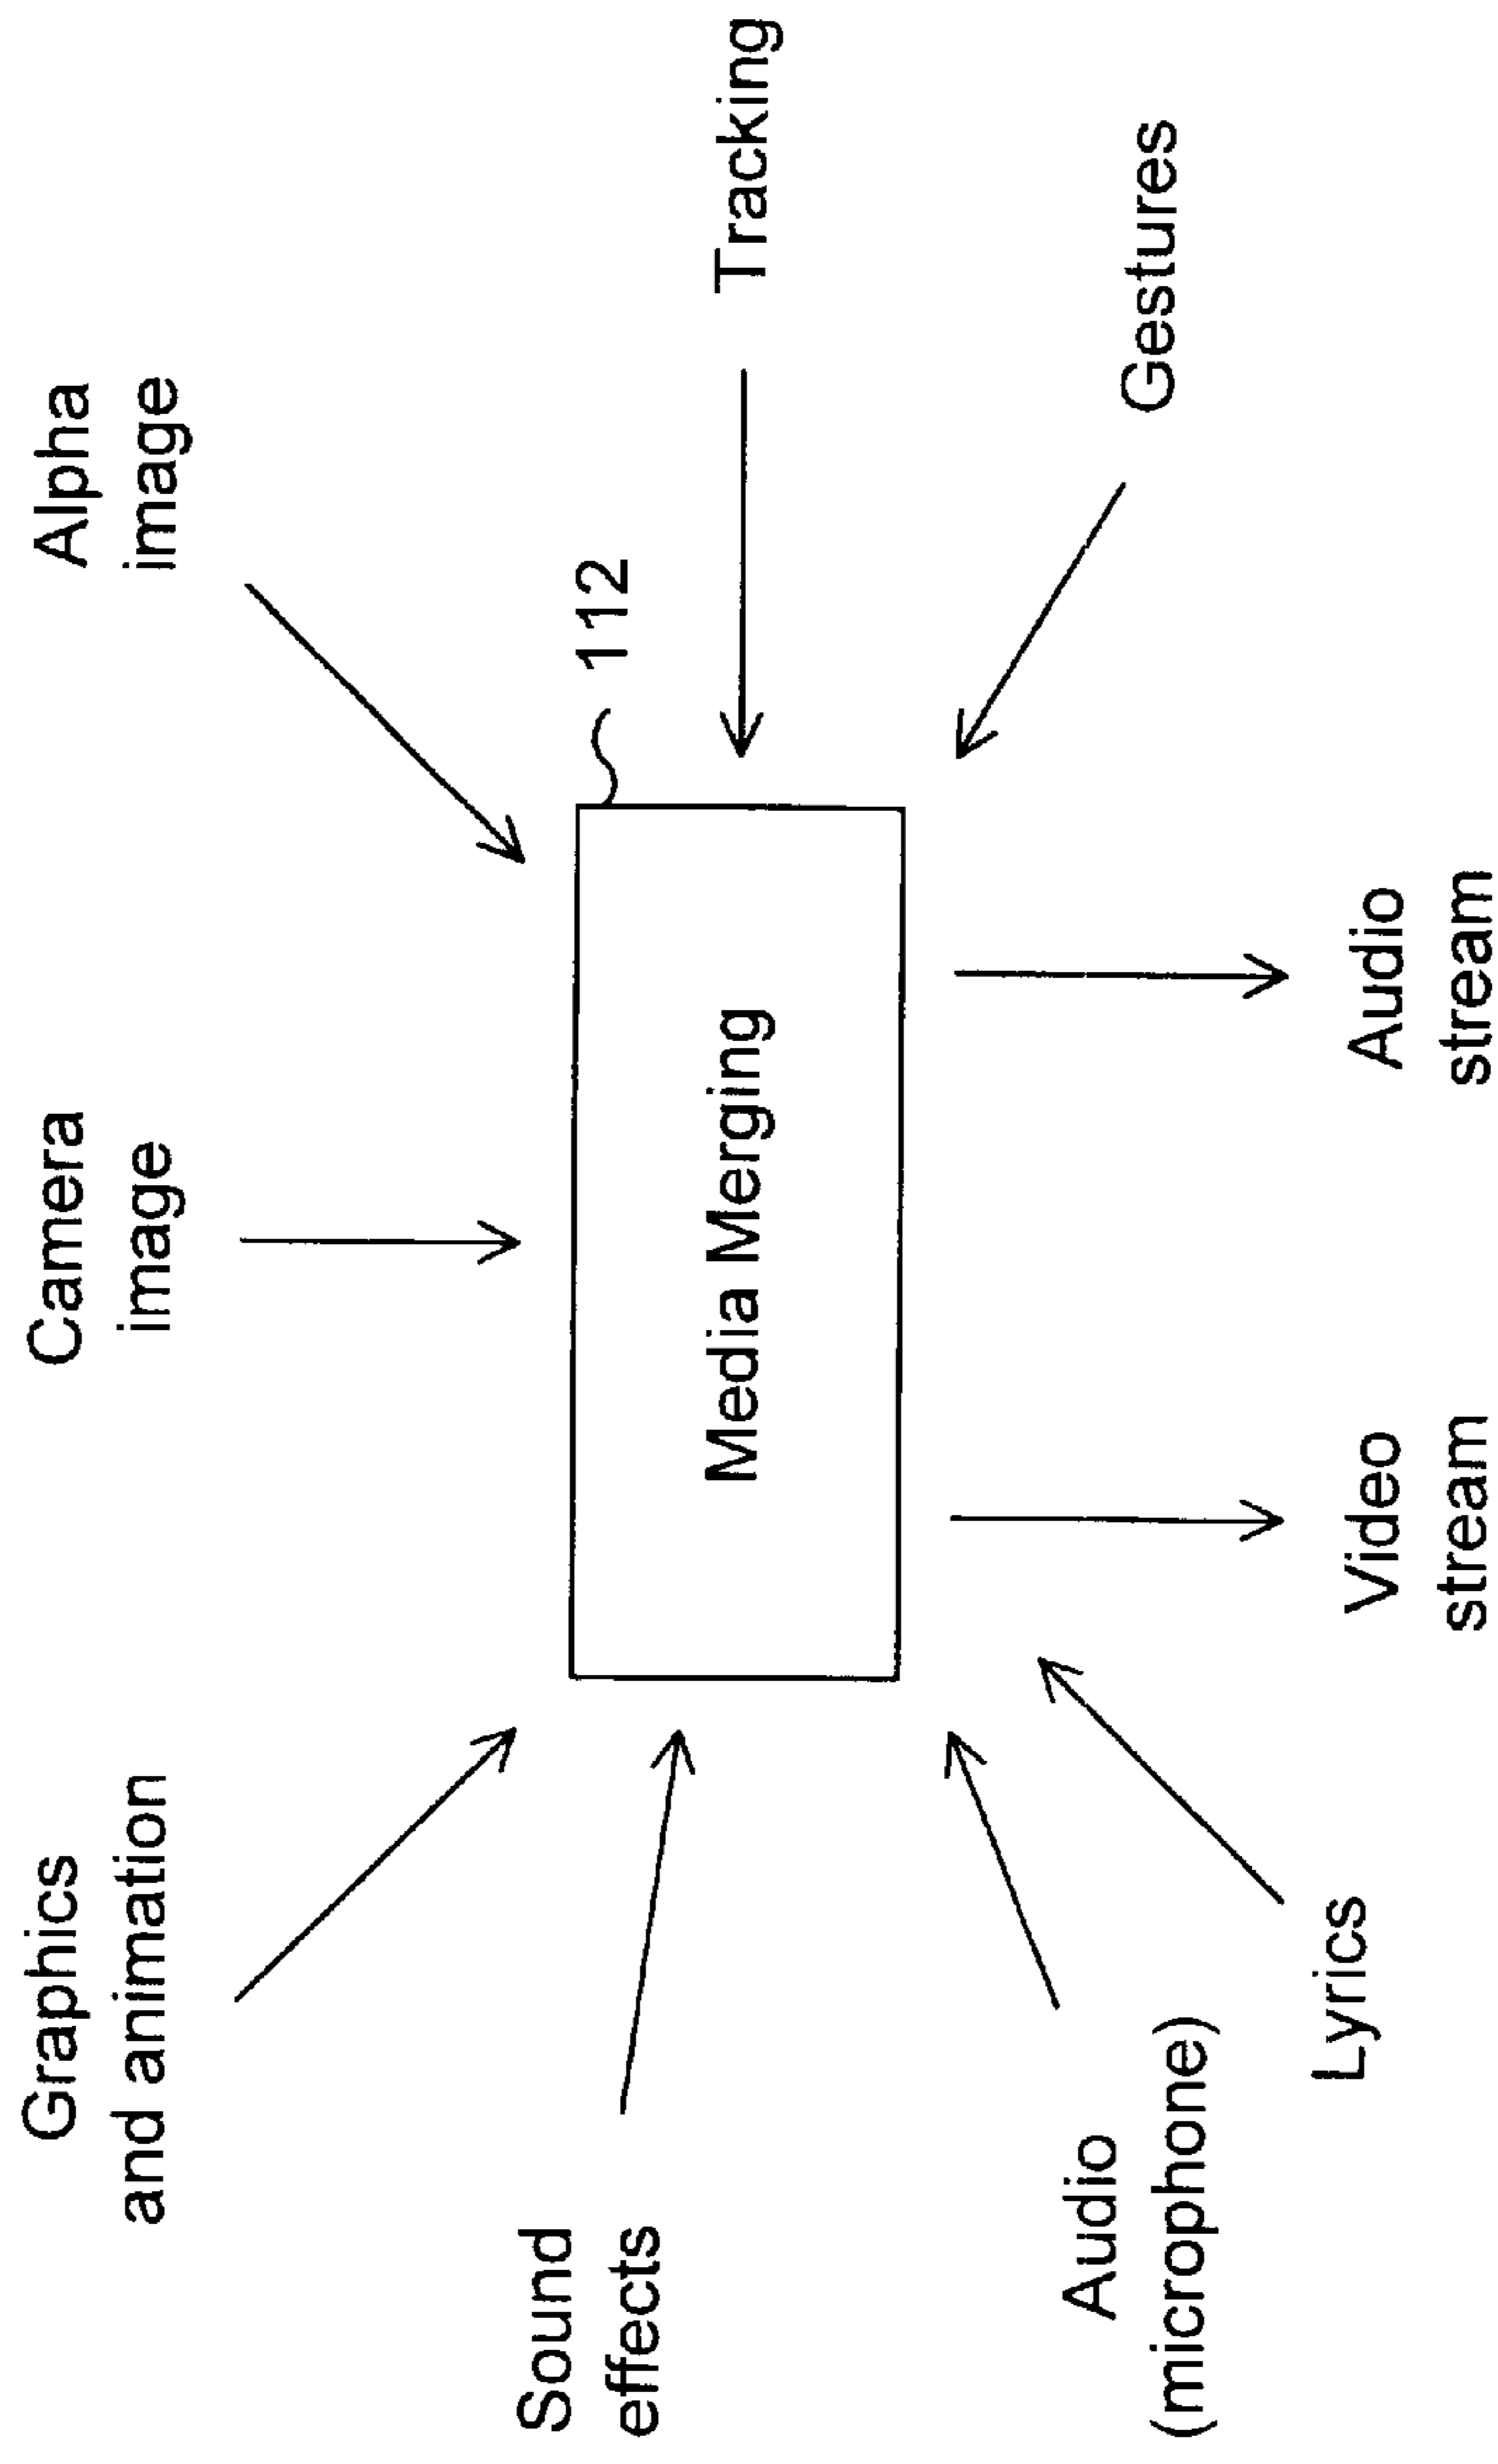 Graphics
and animation
Camera
image
Alpha
image
Sound
effects
112
Media Merging
Tracking
Audio
(microphone)
Gestures
Lyrics
Video
stream
Audio
stream